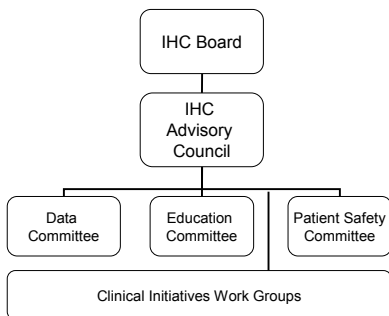 IHC Board
IHC
Advisory
Council
Data
Committee
Education
Committee
Patient Safety
Committee
Clinical Initiatives Work Groups